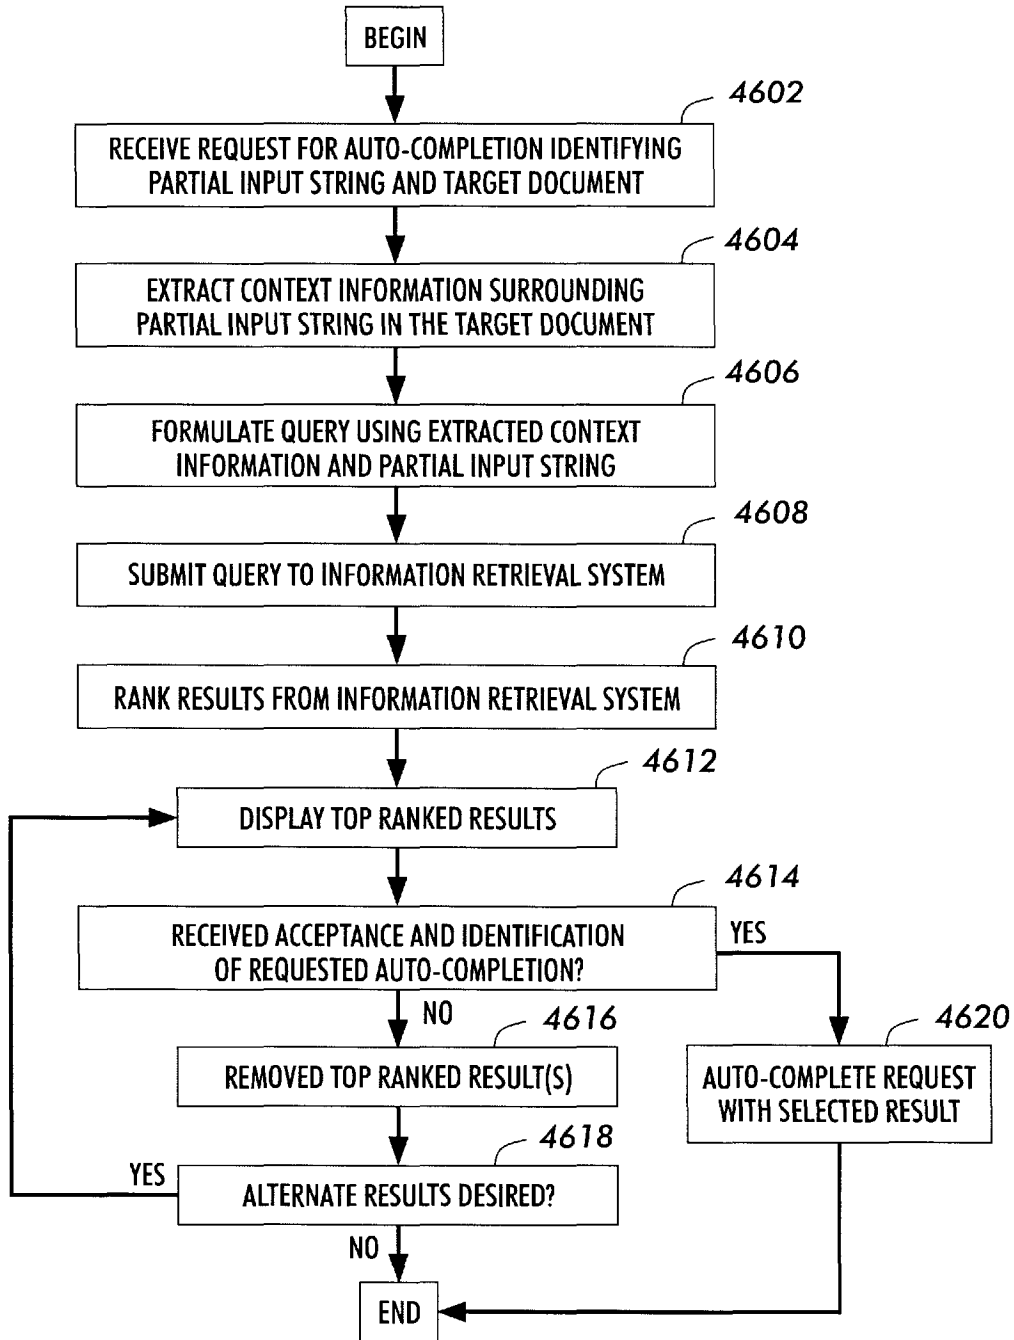 BEGIN
4602
RECEIVE REQUEST FOR AUTO-COMPLETION IDENTIFYING
PARTIAL INPUT STRING AND TARGET DOCUMENT
4604
EXTRACT CONTEXT INFORMATION SURROUNDING
PARTIAL INPUT STRING IN THE TARGET DOCUMENT
4606
FORMULATE QUERY USING EXTRACTED CONTEXT
INFORMATION AND PARTIAL INPUT STRING
4608
SUBMIT QUERY TO INFORMATION RETRIEVAL SYSTEM
4610
RANK RESULTS FROM INFORMATION RETRIEVAL SYSTEM
4612
DISPLAY TOP RANKED RESULTS
4614
RECEIVED ACCEPTANCE AND IDENTIFICATION
OF REQUESTED AUTO-COMPLETION?
YES
NO
4616
REMOVED TOP RANKED RESULT(S)
4620
AUTO-COMPLETE REQUEST
WITH SELECTED RESULT
4618
ALTERNATE RESULTS DESIRED?
YES
NO
END